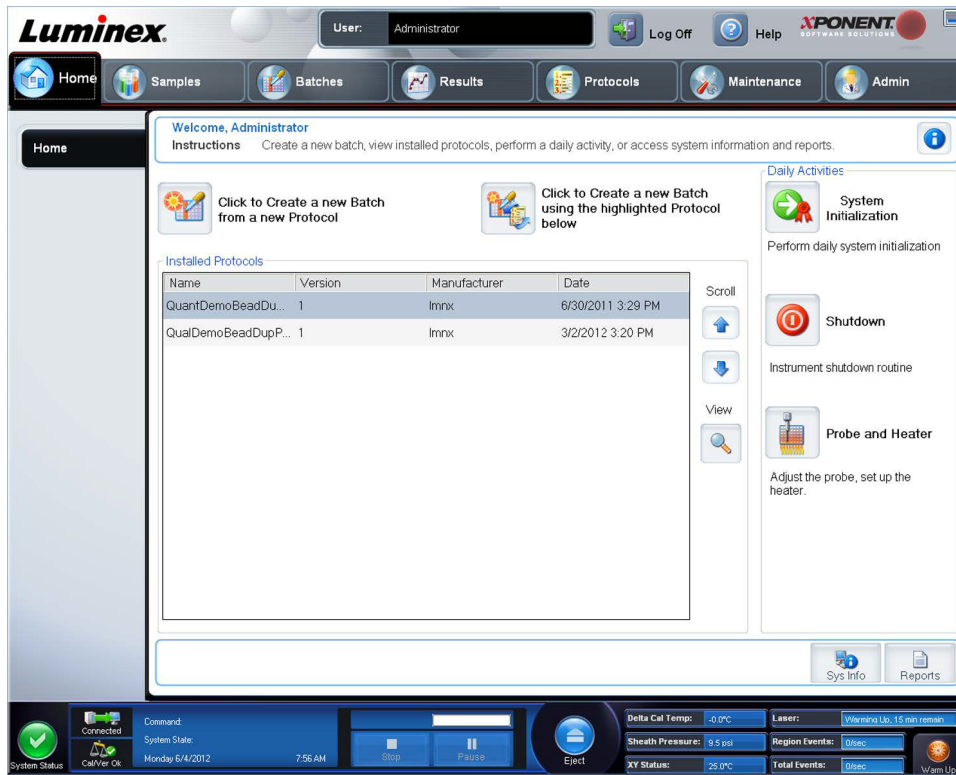 Luminex.
User: Administrator
Log Off
Help
XPONENT.
SOFTWARE SOLUTIONS
Home
Samples
Batches
Results
Protocols
Maintenance
Admin
Home
Welcome, Administrator
Instructions Create a new batch, view installed protocols, perform a daily activity, or access system information and reports.
Click to Create a new Batch
from a new Protocol
Click to Create a new Batch
using the highlighted Protocol
below
Installed Protocols
Name Version Manufacturer Date
QuantDemoBeadDu... 1 lmnx 6/30/2011 3:29 PM
QualDemoBeadDupP... 1 lmnx 3/2/2012 3:20 PM
Scroll
View
Daily Activities
System
Initialization
Perform daily system initialization
Shutdown
Instrument shutdown routine
Probe and Heater
Adjust the probe, set up the
heater.
Sys Info
Reports
System Status
Connected
Cal/Ver Ok
Command:
System State:
Monday 6/4/2012 7:56 AM
Stop
Pause
Eject
Delta Cal Temp: -0.0°C
Sheath Pressure: 9.5 psi
XY Status: 25.0°C
Laser: Warming Up, 15 min remain
Region Events: 0/sec
Total Events: 0/sec
Warm Up